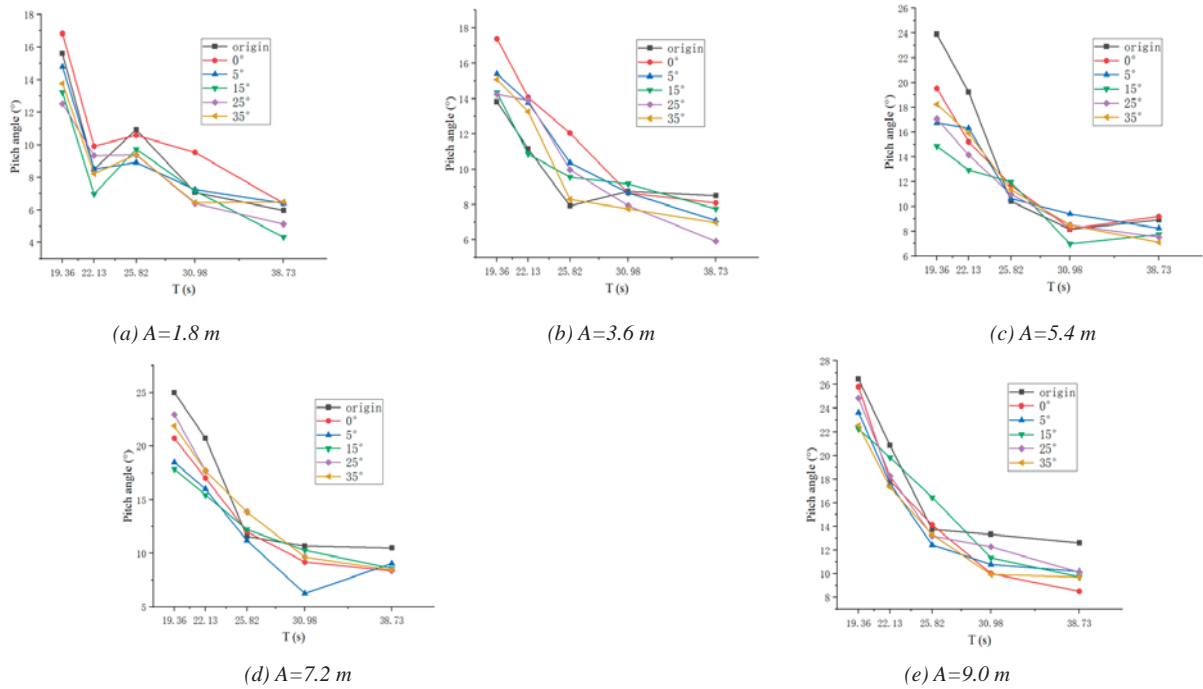 18
16
14
12
10
8
6
4
Pitch angle (°)
origin
0°
5°
15°
25°
35°
19.36 22.13 25.82 30.98 38.73
T (s)
(a) A=1.8 m
18
16
14
12
10
8
6
Pitch angle (°)
origin
0°
5°
15°
25°
35°
19.36 22.13 25.82 30.98 38.73
T (s)
(b) A=3.6 m
26
24
22
20
18
16
14
12
10
8
6
Pitch angle (°)
origin
0°
5°
15°
25°
35°
19.36 22.13 25.82 30.98 38.73
T (s)
(c) A=5.4 m
25
20
15
10
5
Pitch angle (°)
origin
0°
5°
15°
25°
35°
19.36 22.13 25.82 30.98 38.73
T (s)
(d) A=7.2 m
28
26
24
22
20
18
16
14
12
10
8
Pitch angle (°)
origin
0°
5°
15°
25°
35°
19.36 22.13 25.82 30.98 38.73
T (s)
(e) A=9.0 m